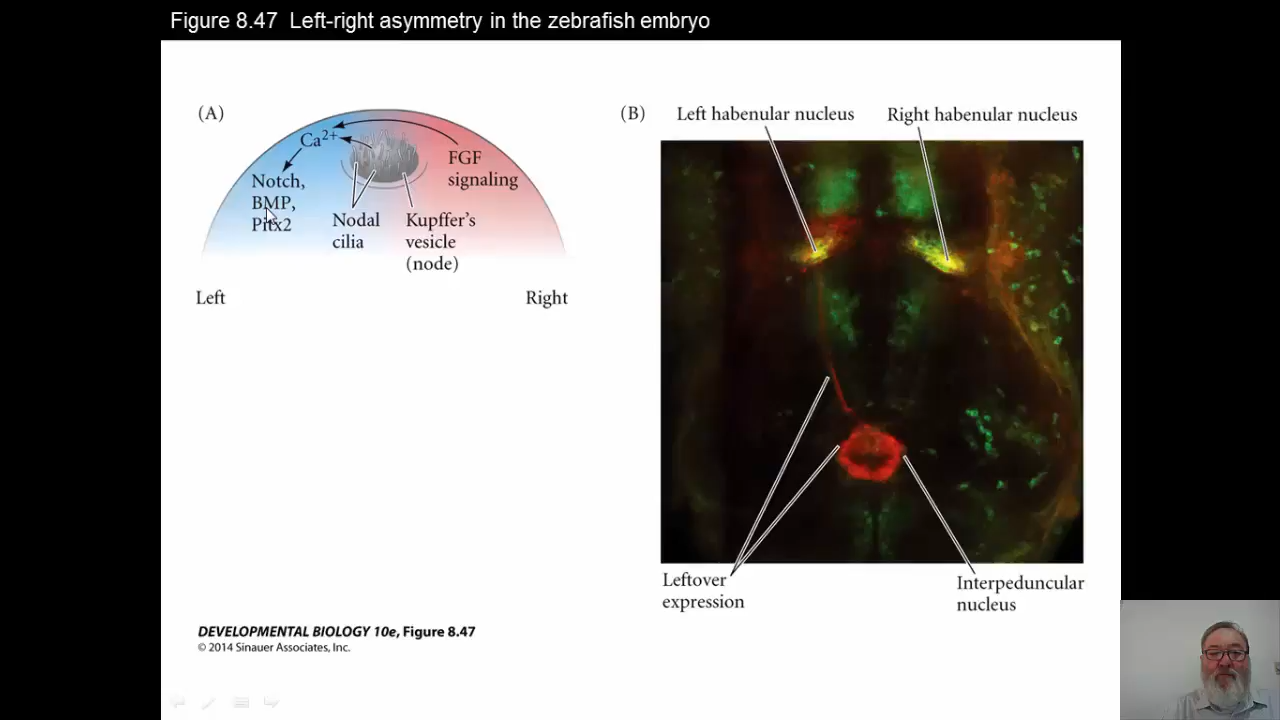 Figure 8.47 Left-right asymmetry in the zebrafish embryo
(A)
Ca2+
Notch,
BMP,
Pitx2
Nodal
cilia
Kupffer's
vesicle
(node)
FGF
signaling
Left
Right
(B)
Left habenular nucleus
Right habenular nucleus
Leftover
expression
Interpeduncular
nucleus
DEVELOPMENTAL BIOLOGY 10e, Figure 8.47
© 2014 Sinauer Associates, Inc.